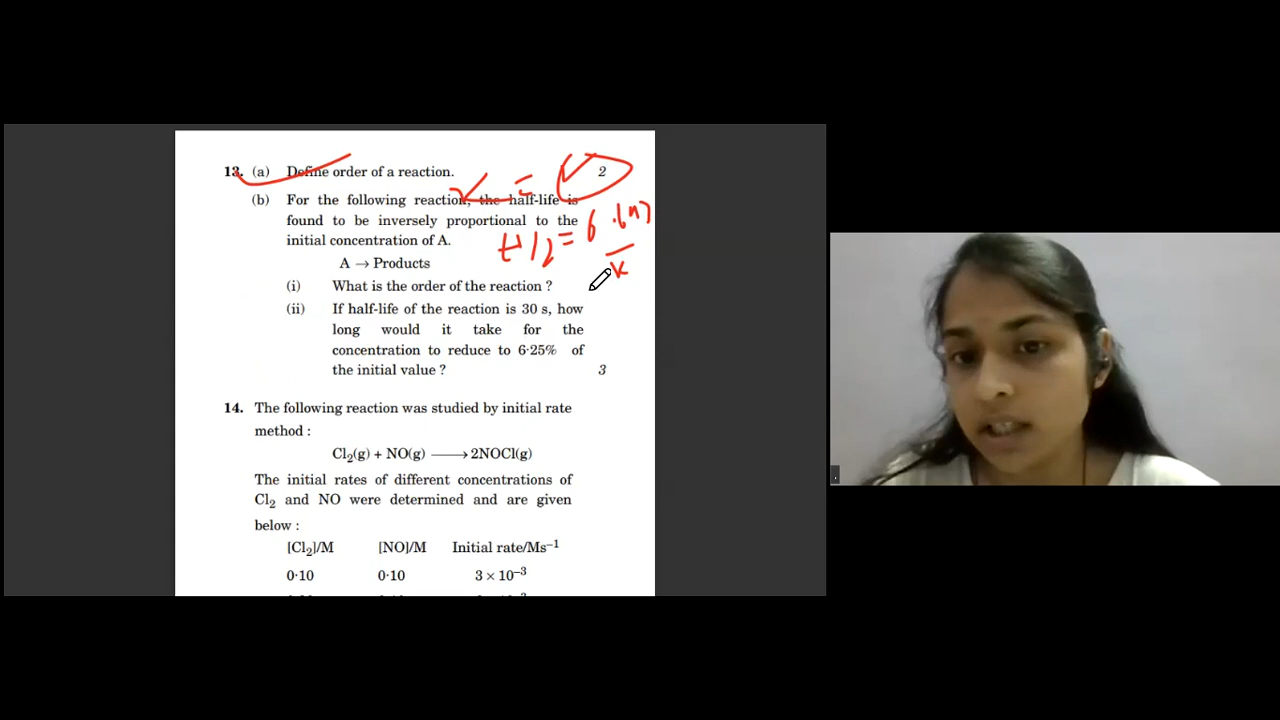 13. (a) Define order of a reaction. 2
(b) For the following reaction, the half-life is
found to be inversely proportional to the
initial concentration of A.
A → Products
(i) What is the order of the reaction ?
(ii) If half-life of the reaction is 30 s, how
long would it take for the
concentration to reduce to 6·25% of
the initial value ? 3
t1/2 =
k
14. The following reaction was studied by initial rate
method :
Cl₂(g) + NO(g) ⟶ 2NOCl(g)
The initial rates of different concentrations of
Cl₂ and NO were determined and are given
below :
[Cl₂]/M [NO]/M Initial rate/Ms⁻¹
0·10 0·10 3 × 10⁻³